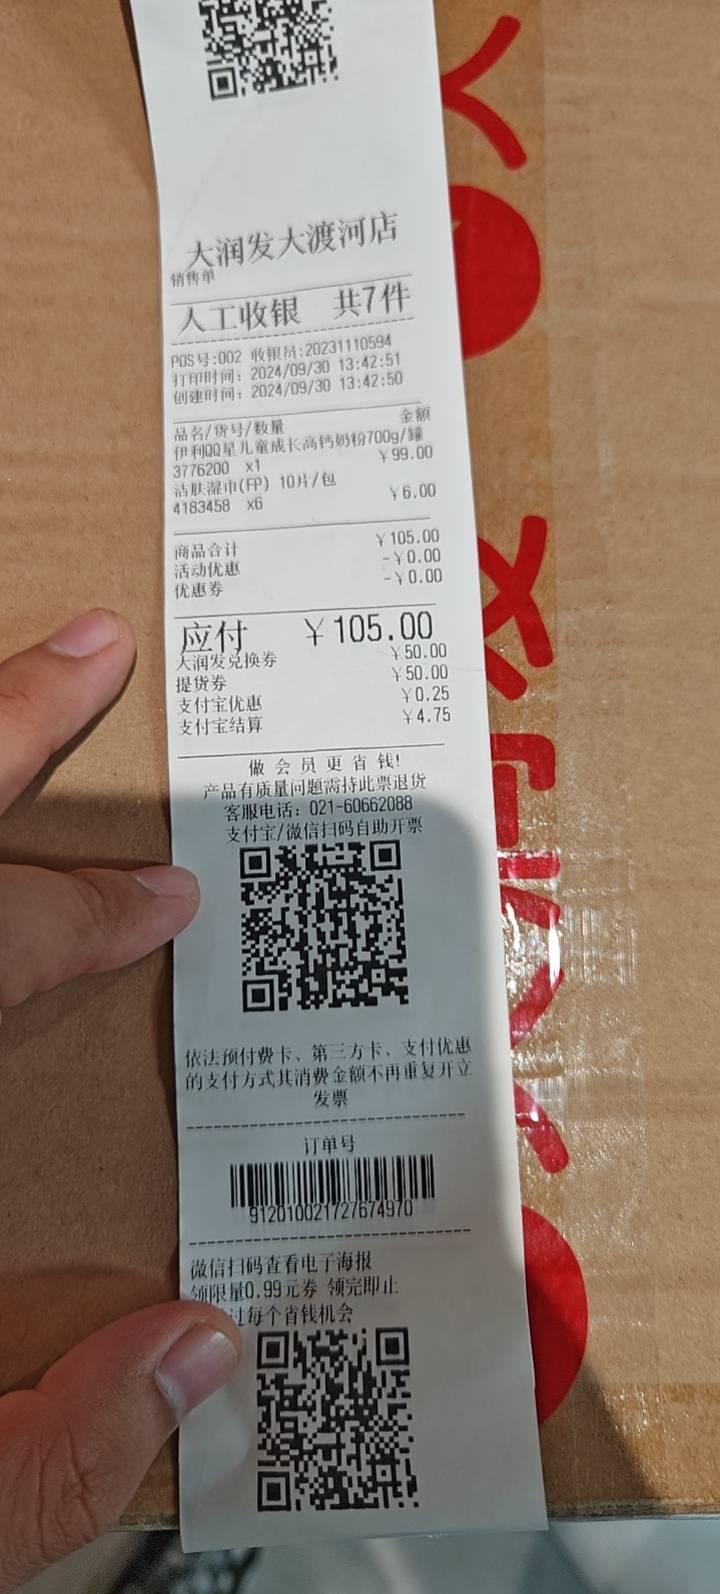 大润发大渡河店
销售单
人工收银 共7件
POS号:002 收银员:20231110594
打印时间: 2024/09/30 13:42:51
创建时间: 2024/09/30 13:42:50
品名/货号/数量 金额
伊利QQ星儿童成长高钙奶粉700g/罐
3776200 x1 ￥99.00
洁肤湿巾(FP) 10片/包
4183458 x6 ￥6.00
商品合计 ￥105.00
活动优惠 -￥0.00
优惠券 -￥0.00
应付 ￥105.00
大润发兑换券 ￥50.00
提货券 ￥50.00
支付宝优惠 ￥0.25
支付宝结算 ￥4.75
做会员更省钱!
产品有质量问题需持此票退货
客服电话: 021-60662088
支付宝/微信扫码自助开票
依法预付费卡、第三方卡、支付优惠
的支付方式其消费金额不再重复开立
发票
订单号
912010021727674970
微信扫码查看电子海报
领限量0.99元券 领完即止
过每个省钱机会